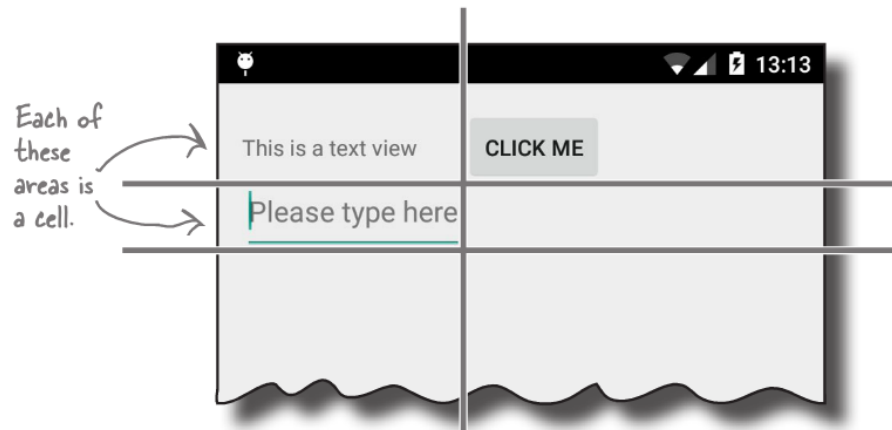 13:13
Each of
these
areas is
a cell.
This is a text view
CLICK ME
Please type here